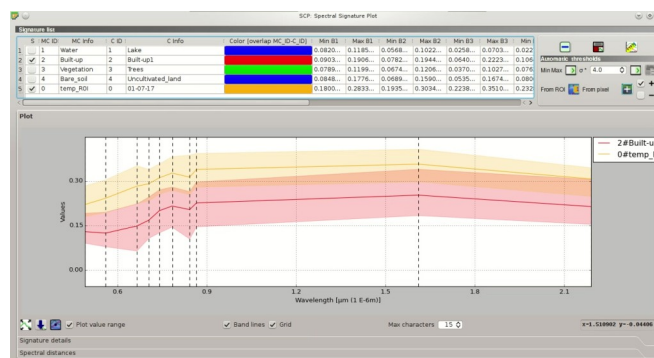 SCP: Spectral Signature Plot
Signature list
S MC ID MC Info C ID C Info Color [overlap MC_ID-C_ID] Min B1 Max B1 Min B2 Max B2 Min B3 Max B3 Min
1 1 Water 1 Lake 0.0820... 0.1185... 0.0568... 0.1022... 0.0258... 0.0703... 0.022
2 2 Built-up 2 Built-up1 0.0903... 0.1906... 0.0782... 0.1944... 0.0640... 0.2223... 0.106
3 3 Vegetation 3 Trees 0.0789... 0.1199... 0.0674... 0.1206... 0.0370... 0.1027... 0.076
4 4 Bare_soil 4 Uncultivated_land 0.0848... 0.1776... 0.0689... 0.1590... 0.0535... 0.1674... 0.080
5 0 temp_ROI 0 01-07-17 0.1800... 0.2833... 0.1935... 0.3034... 0.2238... 0.3510... 0.232
Automatic thresholds
Min Max σ* 4.0
From ROI From pixel + -
Plot
2#Built-u
0#temp_R
0.30
0.15
0.00
Values
0.6 0.9 1.2 1.5 1.8 2.1
Wavelength [µm (1 E-6m)]
Plot value range Band lines Grid Max characters 15 x=1.510902 y=-0.04406
Signature details
Spectral distances